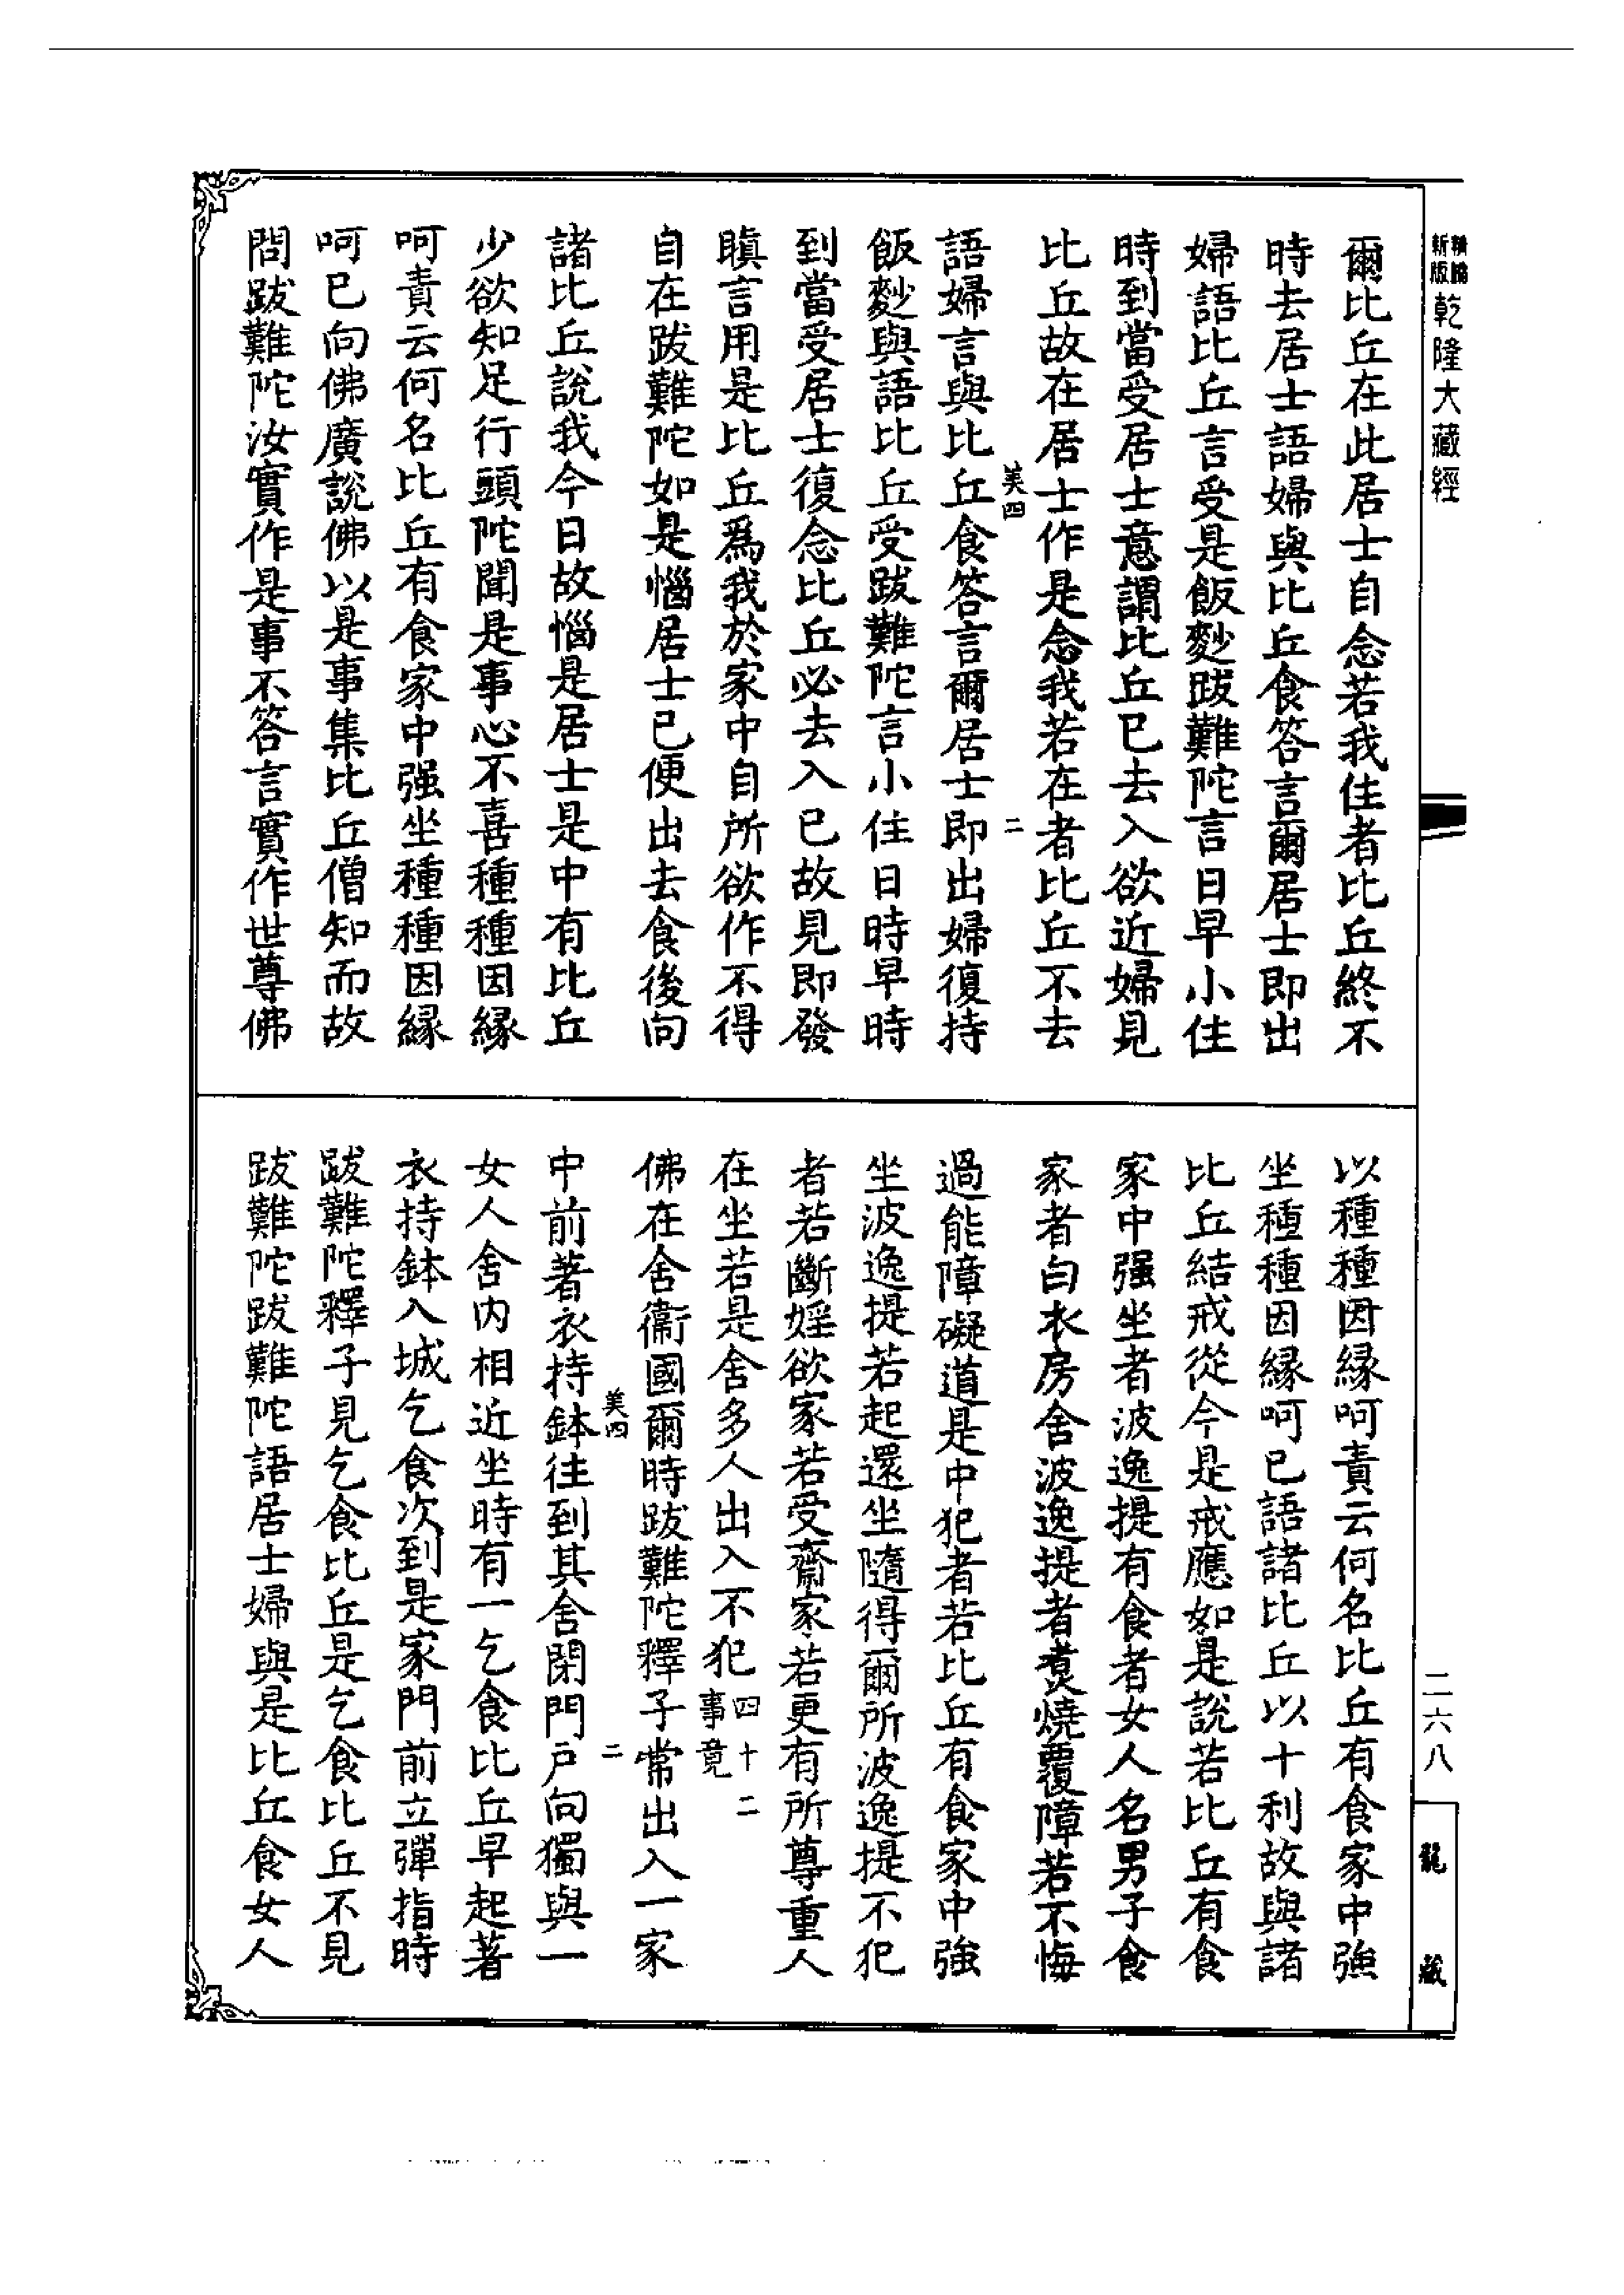 新版精縮乾隆大藏經
爾比丘在此居士自念若我住者比丘終不
時去居士語婦與比丘食答言爾居士即出
婦語比丘言受是飯麨跋難陀言日早小住
時到當受居士意謂比丘已去入欲近婦見
比丘故在居士作是念我若在者比丘不去
美四 二
語婦言與比丘食答言爾居士即出婦復持
飯麨與語比丘受跋難陀言小住日時早時
到當受居士復念比丘必去入已故見即發
瞋言用是比丘爲我於家中自所欲作不得
自在跋難陀如是惱居士已便出去食後向
諸比丘說我今日故惱是居士是中有比丘
少欲知足行頭陀聞是事心不喜種種因緣
呵責云何名比丘有食家中强坐種種因緣
呵已向佛廣說佛以是事集比丘僧知而故
問跋難陀汝實作是事不答言實作世尊佛
以種種因緣呵責云何名比丘有食家中強
坐種種因緣呵已語諸比丘以十利故與諸
比丘結戒從今是戒應如是說若比丘有食
家中强坐者波逸提有食者女人名男子食
家者白衣房舍波逸提者煑燒覆障若不悔
過能障礙道是中犯者若比丘有食家中強
坐波逸提若起還坐隨得爾所波逸提不犯
者若斷婬欲家若受齋家若更有所尊重人
在坐若是舍多人出入不犯四十二事竟
佛在舍衞國爾時跋難陀釋子常出入一家
美四 二
中前著衣持鉢往到其舍閉門戶向獨與一
女人舍內相近坐時有一乞食比丘早起著
衣持鉢入城乞食次到是家門前立彈指時
跋難陀釋子見乞食比丘是乞食比丘不見
跋難陀跋難陀語居士婦與是比丘食女人
二六八
龍藏